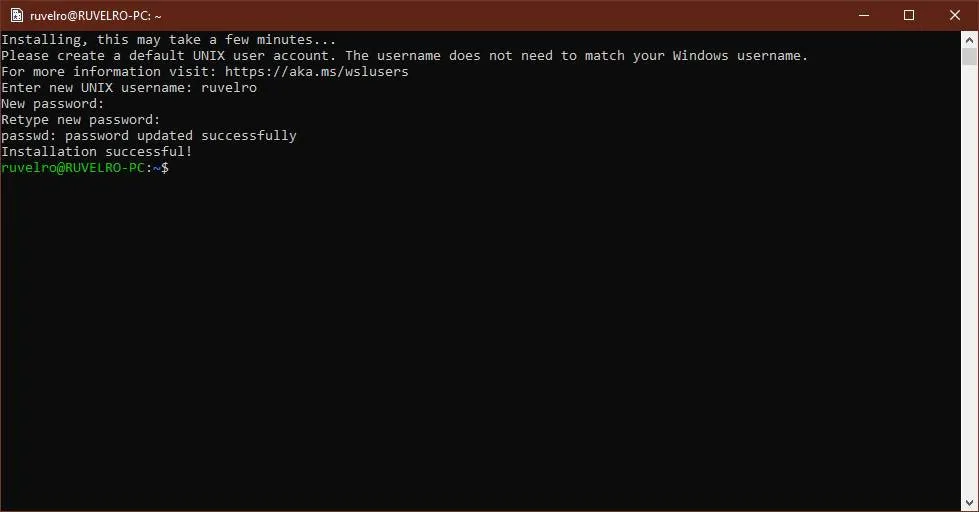 ruvelro@RUVELRO-PC: ~
Installing, this may take a few minutes...
Please create a default UNIX user account. The username does not need to match your Windows username.
For more information visit: https://aka.ms/wslusers
Enter new UNIX username: ruvelro
New password:
Retype new password:
passwd: password updated successfully
Installation successful!
ruvelro@RUVELRO-PC:~$